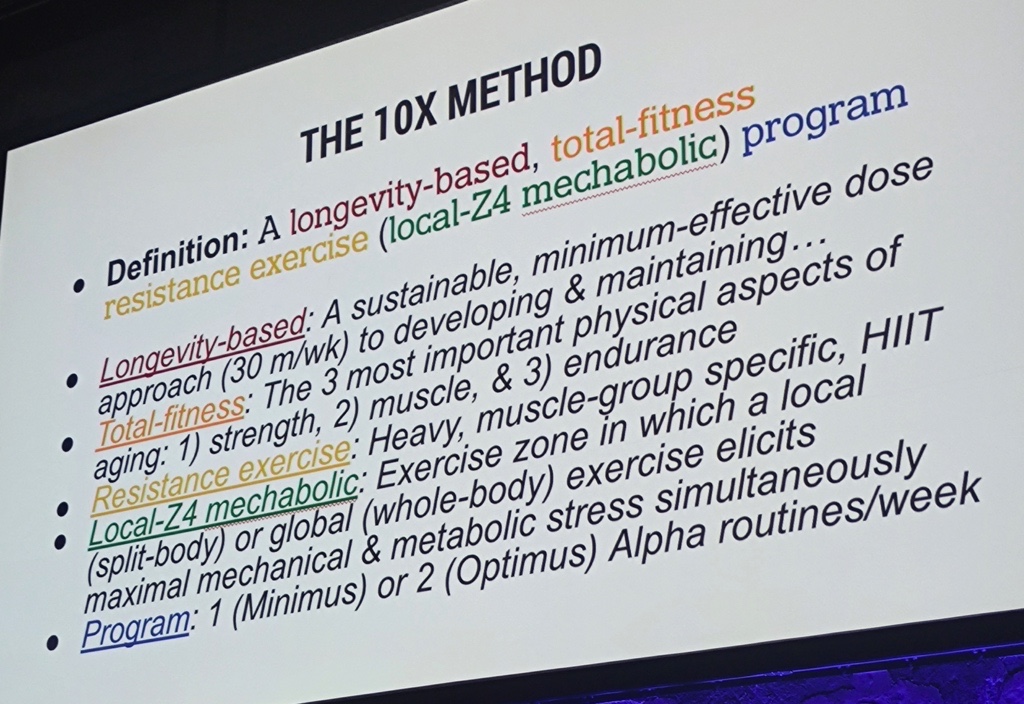 THE 10X METHOD
• Definition: A longevity-based, total-fitness
resistance exercise (local-Z4 mechabolic) program
• Longevity-based: A sustainable, minimum-effective dose
approach (30 m/wk) to developing & maintaining...
• Total-fitness: The 3 most important physical aspects of
aging: 1) strength, 2) muscle, & 3) endurance
• Resistance exercise: Heavy, muscle-group specific, HIIT
• Local-Z4 mechabolic: Exercise zone in which a local
(split-body) or global (whole-body) exercise elicits
maximal mechanical & metabolic stress simultaneously
• Program: 1 (Minimus) or 2 (Optimus) Alpha routines/week